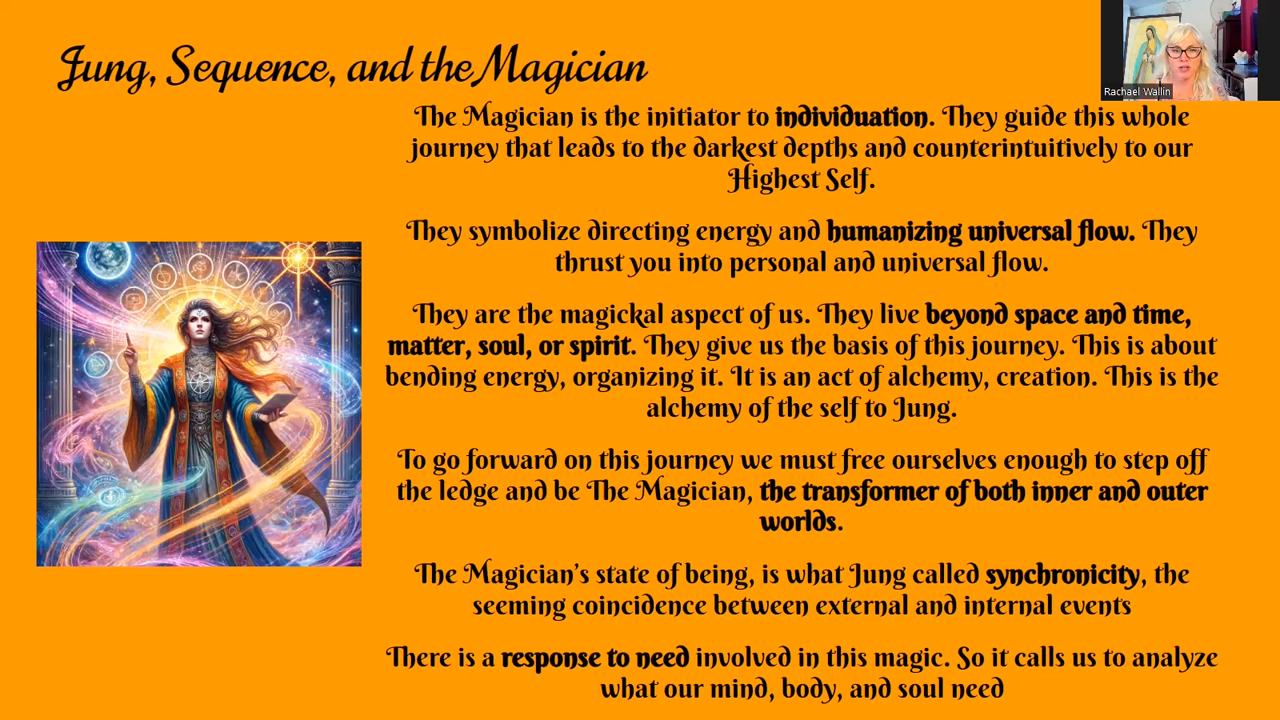 Jung, Sequence, and the Magician
Rachael Wallin
The Magician is the initiator to individuation. They guide this whole
journey that leads to the darkest depths and counterintuitively to our
Highest Self.
They symbolize directing energy and humanizing universal flow. They
thrust you into personal and universal flow.
They are the magickal aspect of us. They live beyond space and time,
matter, soul, or spirit. They give us the basis of this journey. This is about
bending energy, organizing it. It is an act of alchemy, creation. This is the
alchemy of the self to Jung.
To go forward on this journey we must free ourselves enough to step off
the ledge and be The Magician, the transformer of both inner and outer
worlds.
The Magician's state of being, is what Jung called synchronicity, the
seeming coincidence between external and internal events
There is a response to need involved in this magic. So it calls us to analyze
what our mind, body, and soul need